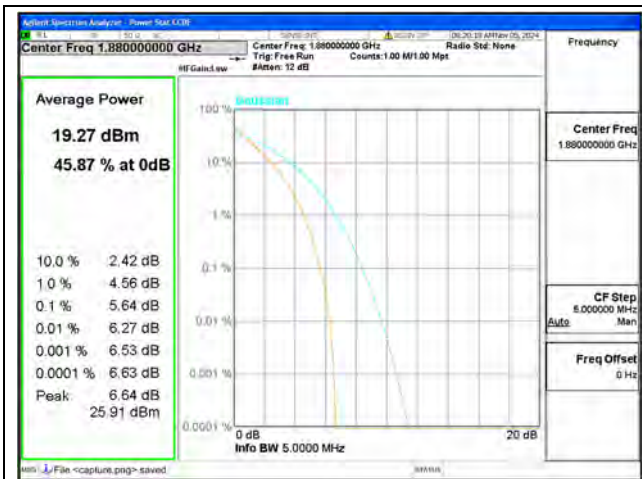 Agilent Spectrum Analyzer - Power Stat CCDF
Center Freq 1.880000000 GHz
Center Freq: 1.880000000 GHz
Radio Std: None
Trig: Free Run
Counts:1.00 M/1.00 Mpt
#IFGain:Low
#Atten: 12 dB
Frequency
Average Power
19.27 dBm
45.87 % at 0dB
10.0 % 2.42 dB
1.0 % 4.56 dB
0.1 % 5.64 dB
0.01 % 6.27 dB
0.001 % 6.53 dB
0.0001 % 6.63 dB
Peak 6.64 dB
25.91 dBm
Gaussian
100 %
10 %
1 %
0.1 %
0.01 %
0.001 %
0.0001 %
0 dB
20 dB
Info BW 5.0000 MHz
Center Freq
1.880000000 GHz
CF Step
5.000000 MHz
Auto Man
Freq Offset
0 Hz
MSG
File <capture.png> saved
STATUS